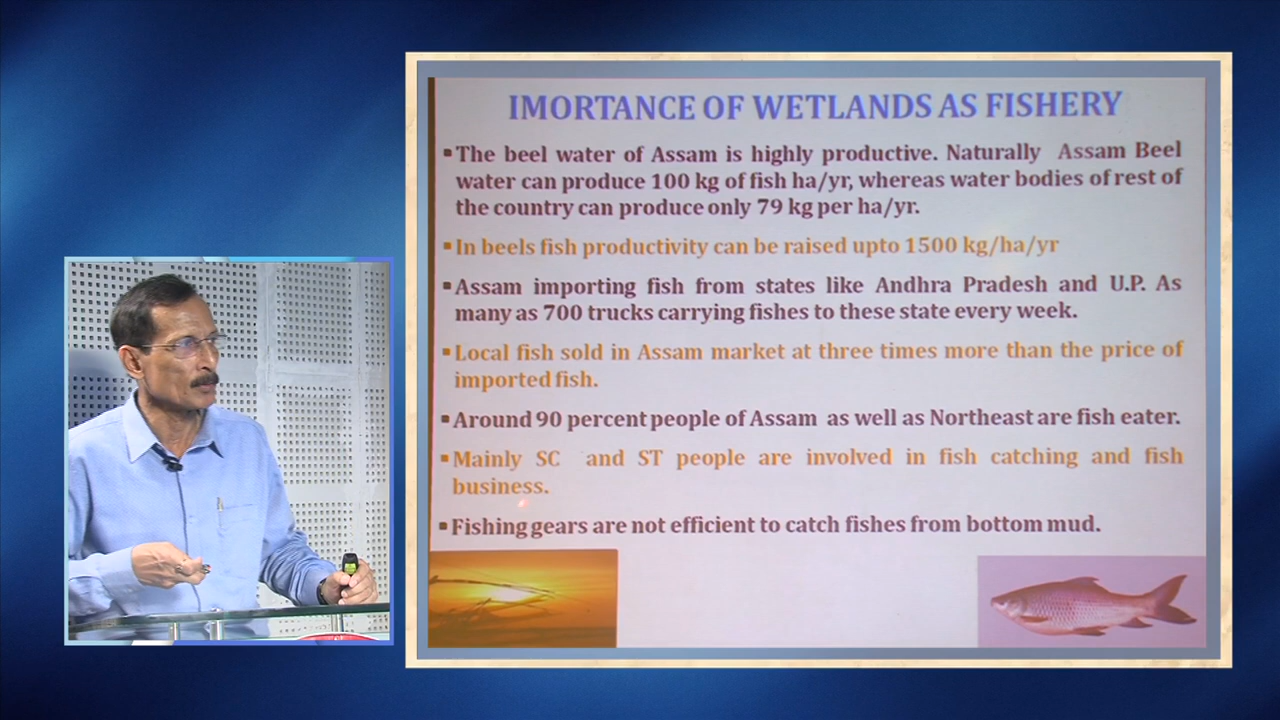 IMORTANCE OF WETLANDS AS FISHERY
The beel water of Assam is highly productive. Naturally Assam Beel
water can produce 100 kg of fish ha/yr, whereas water bodies of rest of
the country can produce only 79 kg per ha/yr.
In beels fish productivity can be raised upto 1500 kg/ha/yr
Assam importing fish from states like Andhra Pradesh and U.P. As
many as 700 trucks carrying fishes to these state every week.
Local fish sold in Assam market at three times more than the price of
imported fish.
Around 90 percent people of Assam as well as Northeast are fish eater.
Mainly SC and ST people are involved in fish catching and fish
business.
Fishing gears are not efficient to catch fishes from bottom mud.